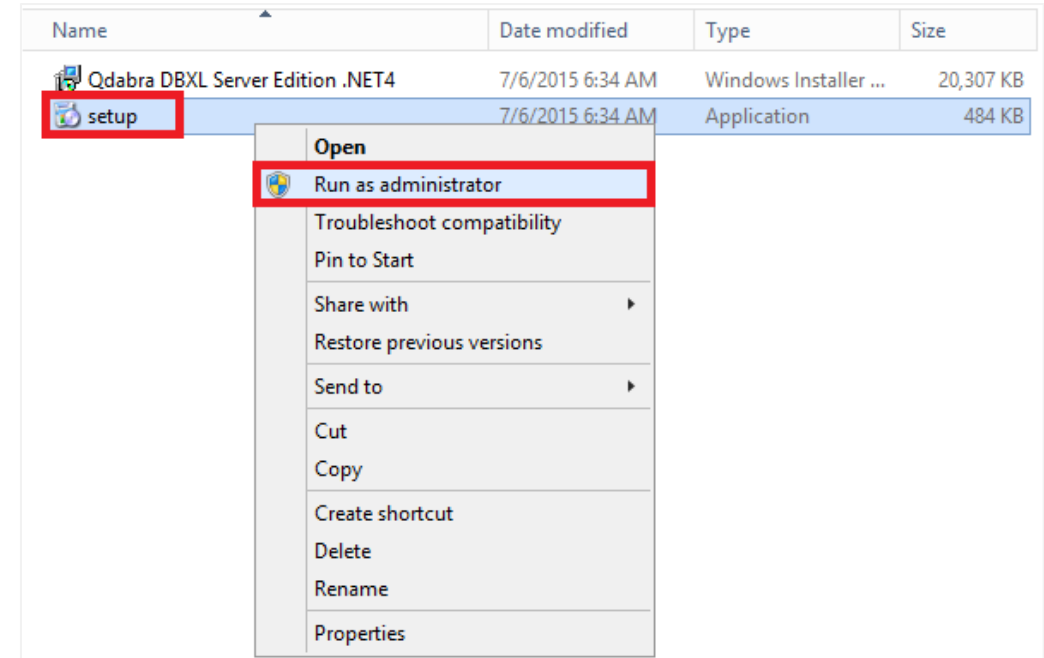 Name Date modified Type Size
Qdabra DBXL Server Edition .NET4 7/6/2015 6:34 AM Windows Installer ... 20,307 KB
setup 7/6/2015 6:34 AM Application 484 KB
Open
Run as administrator
Troubleshoot compatibility
Pin to Start
Share with
Restore previous versions
Send to
Cut
Copy
Create shortcut
Delete
Rename
Properties